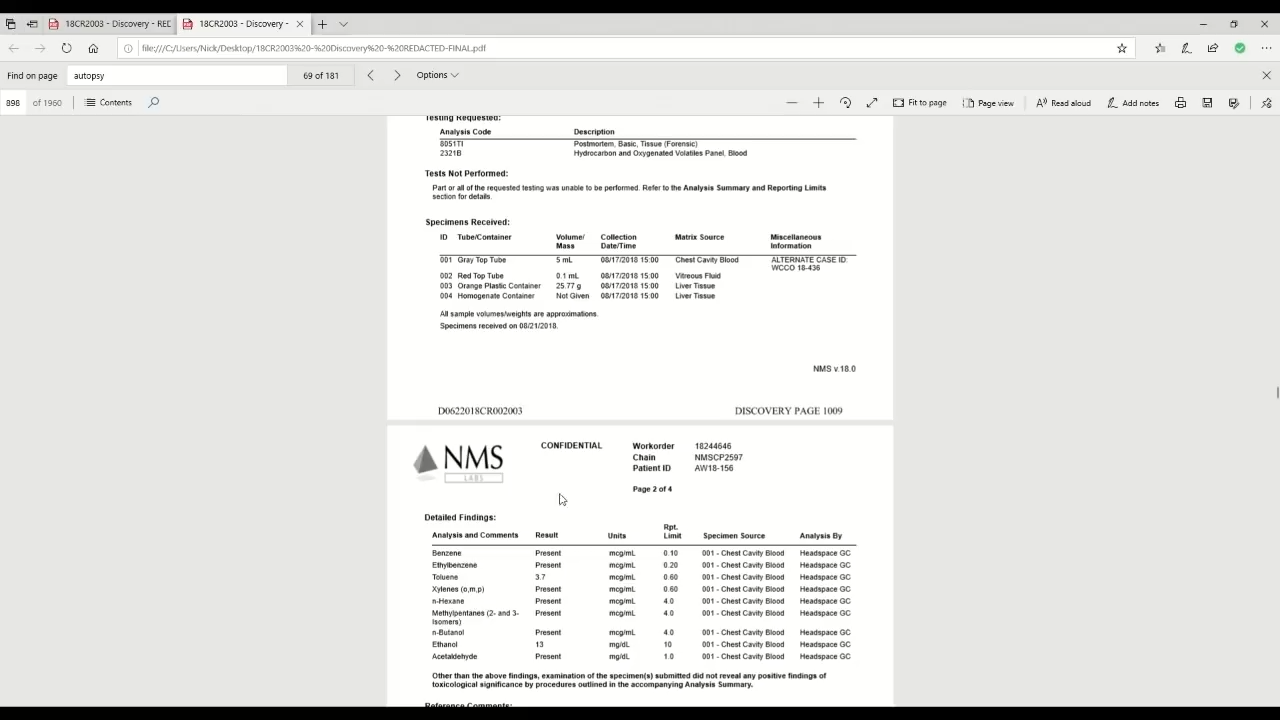 18CR2003 - Discovery - RED
18CR2003 - Discovery -
file:///C:/Users/Nick/Desktop/18CR2003%20-%20Discovery%20-%20REDACTED-FINAL.pdf
Find on page autopsy 69 of 181 Options
898 of 1960 Contents Fit to page Page view Read aloud Add notes
Testing Requested:
Analysis Code Description
8051TI Postmortem, Basic, Tissue (Forensic)
2321B Hydrocarbon and Oxygenated Volatiles Panel, Blood
Tests Not Performed:
Part or all of the requested testing was unable to be performed. Refer to the Analysis Summary and Reporting Limits
section for details.
Specimens Received:
ID Tube/Container Volume/ Mass Collection Date/Time Matrix Source Miscellaneous Information
001 Gray Top Tube 5 mL 08/17/2018 15:00 Chest Cavity Blood ALTERNATE CASE ID: WCCO 18-436
002 Red Top Tube 0.1 mL 08/17/2018 15:00 Vitreous Fluid
003 Orange Plastic Container 25.77 g 08/17/2018 15:00 Liver Tissue
004 Homogenate Container Not Given 08/17/2018 15:00 Liver Tissue
All sample volumes/weights are approximations.
Specimens received on 08/21/2018.
NMS v.18.0
D0622018CR002003 DISCOVERY PAGE 1009
NMS
LABS
CONFIDENTIAL
Workorder 18244646
Chain NMSCP2597
Patient ID AW18-156
Page 2 of 4
Detailed Findings:
Analysis and Comments Result Units Rpt. Limit Specimen Source Analysis By
Benzene Present mcg/mL 0.10 001 - Chest Cavity Blood Headspace GC
Ethylbenzene Present mcg/mL 0.20 001 - Chest Cavity Blood Headspace GC
Toluene 3.7 mcg/mL 0.60 001 - Chest Cavity Blood Headspace GC
Xylenes (o,m,p) Present mcg/mL 0.60 001 - Chest Cavity Blood Headspace GC
n-Hexane Present mcg/mL 4.0 001 - Chest Cavity Blood Headspace GC
Methylpentanes (2- and 3- Isomers) Present mcg/mL 4.0 001 - Chest Cavity Blood Headspace GC
n-Butanol Present mcg/mL 4.0 001 - Chest Cavity Blood Headspace GC
Ethanol 13 mg/dL 10 001 - Chest Cavity Blood Headspace GC
Acetaldehyde Present mg/dL 1.0 001 - Chest Cavity Blood Headspace GC
Other than the above findings, examination of the specimen(s) submitted did not reveal any positive findings of
toxicological significance by procedures outlined in the accompanying Analysis Summary.
Reference Comments: